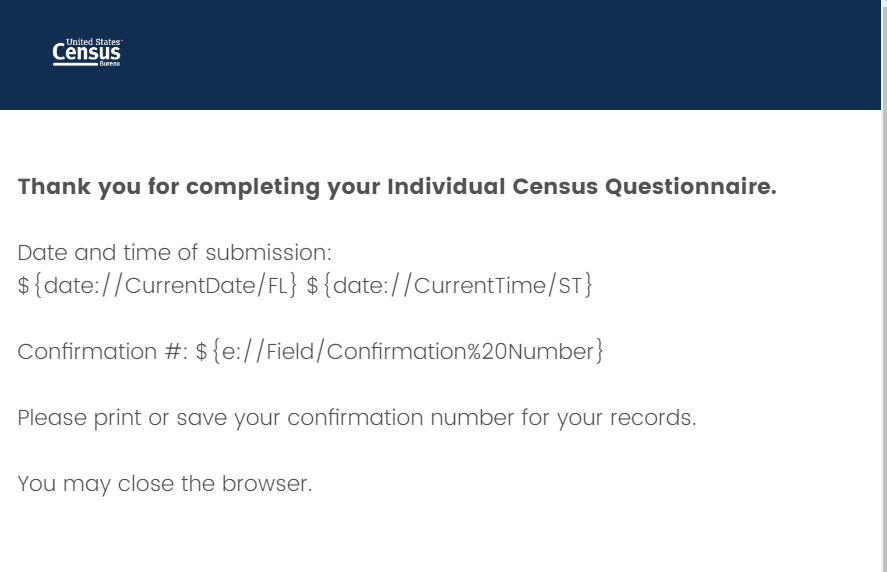 United States™
Census
Bureau
Thank you for completing your Individual Census Questionnaire.
Date and time of submission:
${date://CurrentDate/FL} ${date://CurrentTime/ST}
Confirmation #: ${e://Field/Confirmation%20Number}
Please print or save your confirmation number for your records.
You may close the browser.